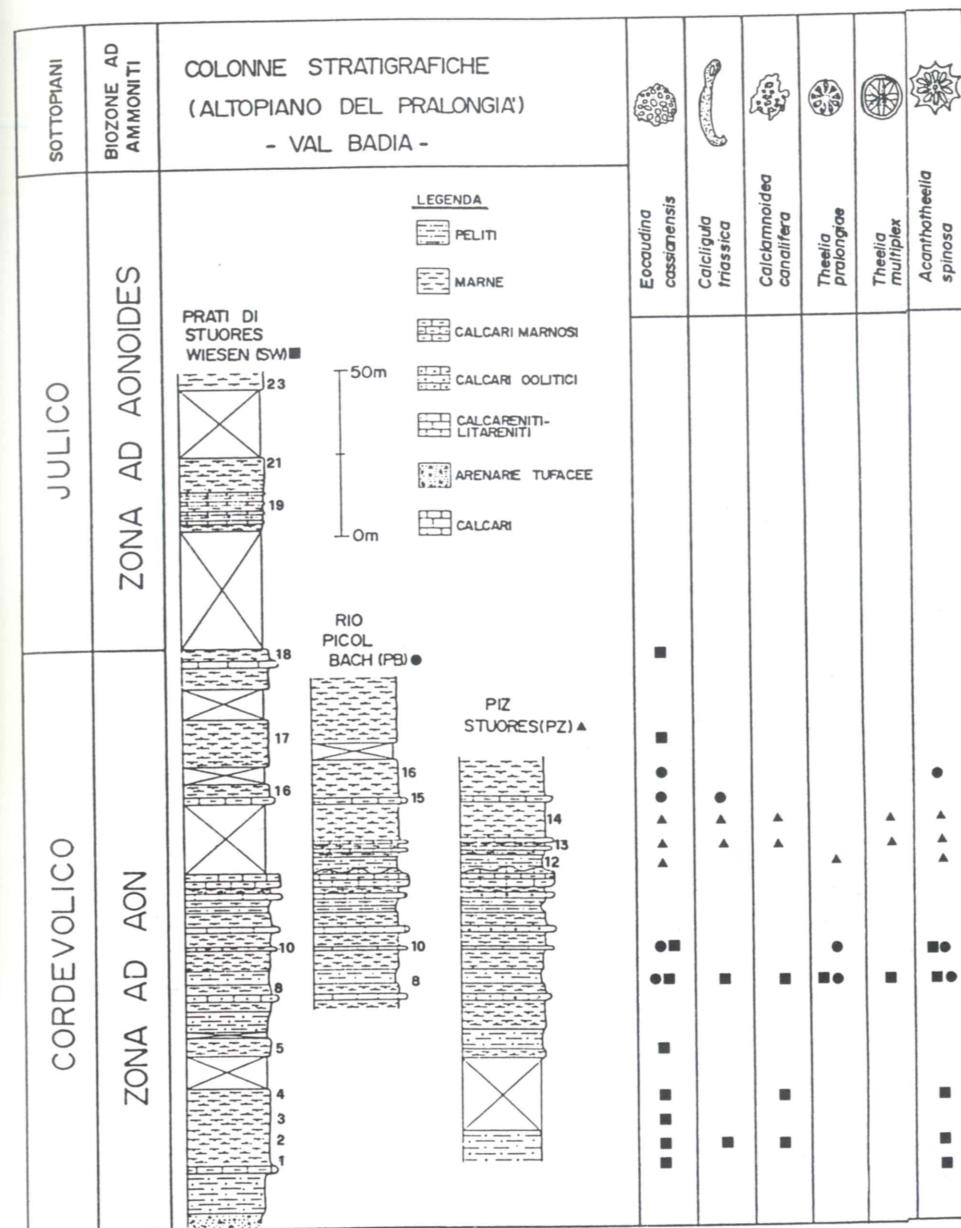 SOTTOPIANI
BIOZONE AD
AMMONITI
COLONNE STRATIGRAFICHE
(ALTOPIANO DEL PRALONGIA')
- VAL BADIA -
Eocaudina
cassianensis
Calcligula
triassica
Calclamnoidea
canalifera
Theelia
pralongiae
Theelia
multiplex
Acanthotheelia
spinosa
JULICO
ZONA AD AONOIDES
CORDEVOLICO
ZONA AD AON
LEGENDA
PELITI
MARNE
CALCARI MARNOSI
CALCARI OOLITICI
CALCARENITI-
LITARENITI
ARENARIE TUFACEE
CALCARI
50m
0m
PRATI DI
STUORES
WIESEN (SW)■
23
21
19
18
17
16
10
8
5
4
3
2
1
RIO
PICOL
BACH (PB)●
16
15
10
8
PIZ
STUORES(PZ)▲
14
13
12